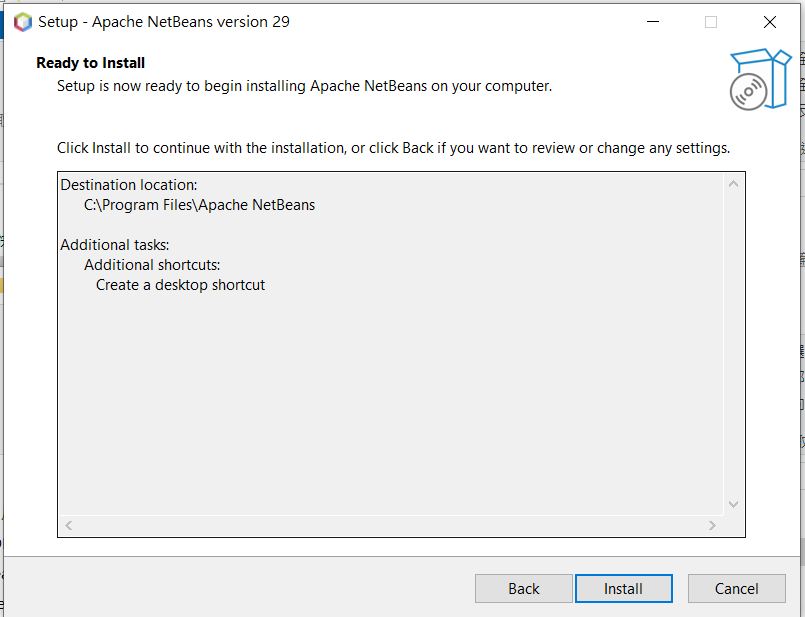 Setup - Apache NetBeans version 29
Ready to Install
Setup is now ready to begin installing Apache NetBeans on your computer.
Click Install to continue with the installation, or click Back if you want to review or change any settings.
Destination location:
C:\Program Files\Apache NetBeans
Additional tasks:
Additional shortcuts:
Create a desktop shortcut
Back
Install
Cancel